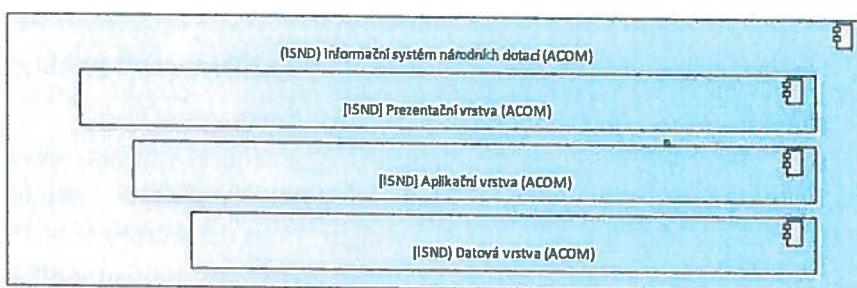 (ISND) Informační systém národních dotací (ACOM)
[ISND] Prezentační vrstva (ACOM)
[ISND] Aplikační vrstva (ACOM)
[ISND) Datová vrstva (ACOM)